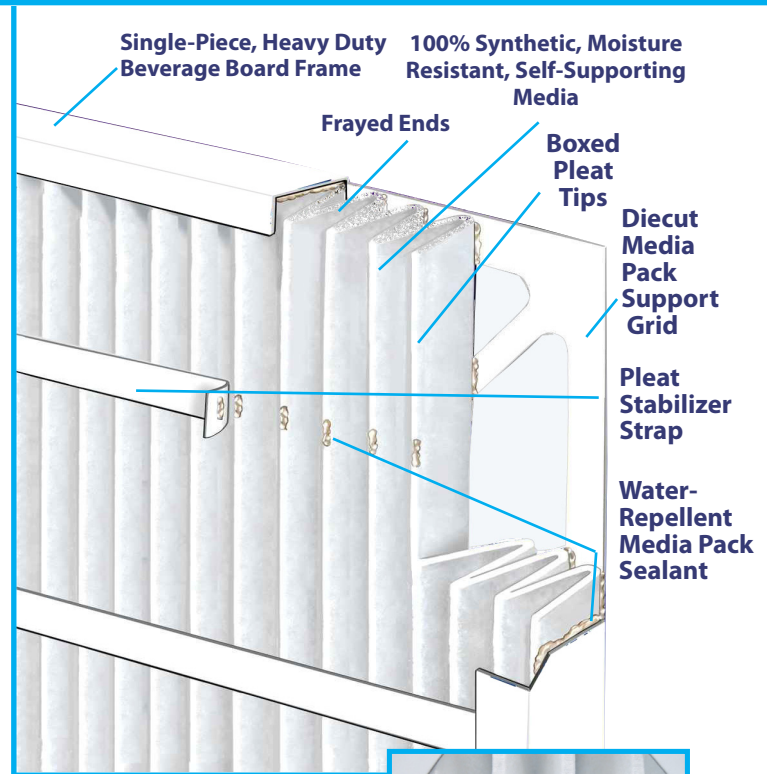 Single-Piece, Heavy Duty
Beverage Board Frame
100% Synthetic, Moisture
Resistant, Self-Supporting
Media
Frayed Ends
Boxed
Pleat
Tips
Diecut
Media
Pack
Support
Grid
Pleat
Stabilizer
Strap
Water-
Repellent
Media Pack
Sealant